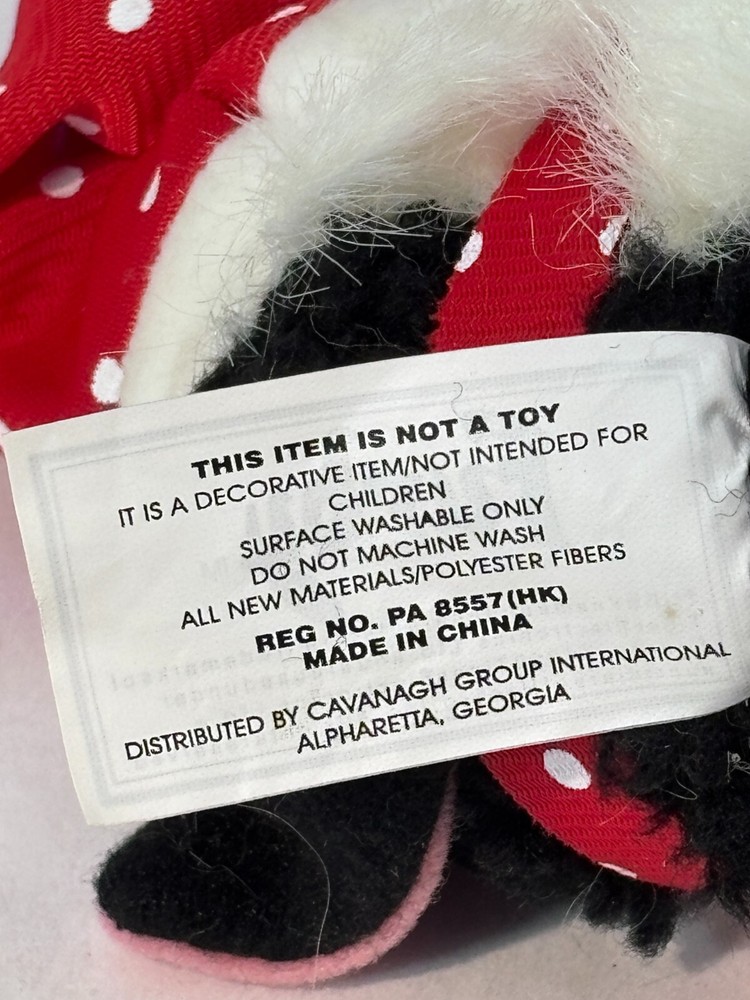 THIS ITEM IS NOT A TOY
IT IS A DECORATIVE ITEM/NOT INTENDED FOR
CHILDREN
SURFACE WASHABLE ONLY
DO NOT MACHINE WASH
ALL NEW MATERIALS/POLYESTER FIBERS
REG NO. PA 8557(HK)
MADE IN CHINA
DISTRIBUTED BY CAVANAGH GROUP INTERNATIONAL
ALPHARETTA, GEORGIA